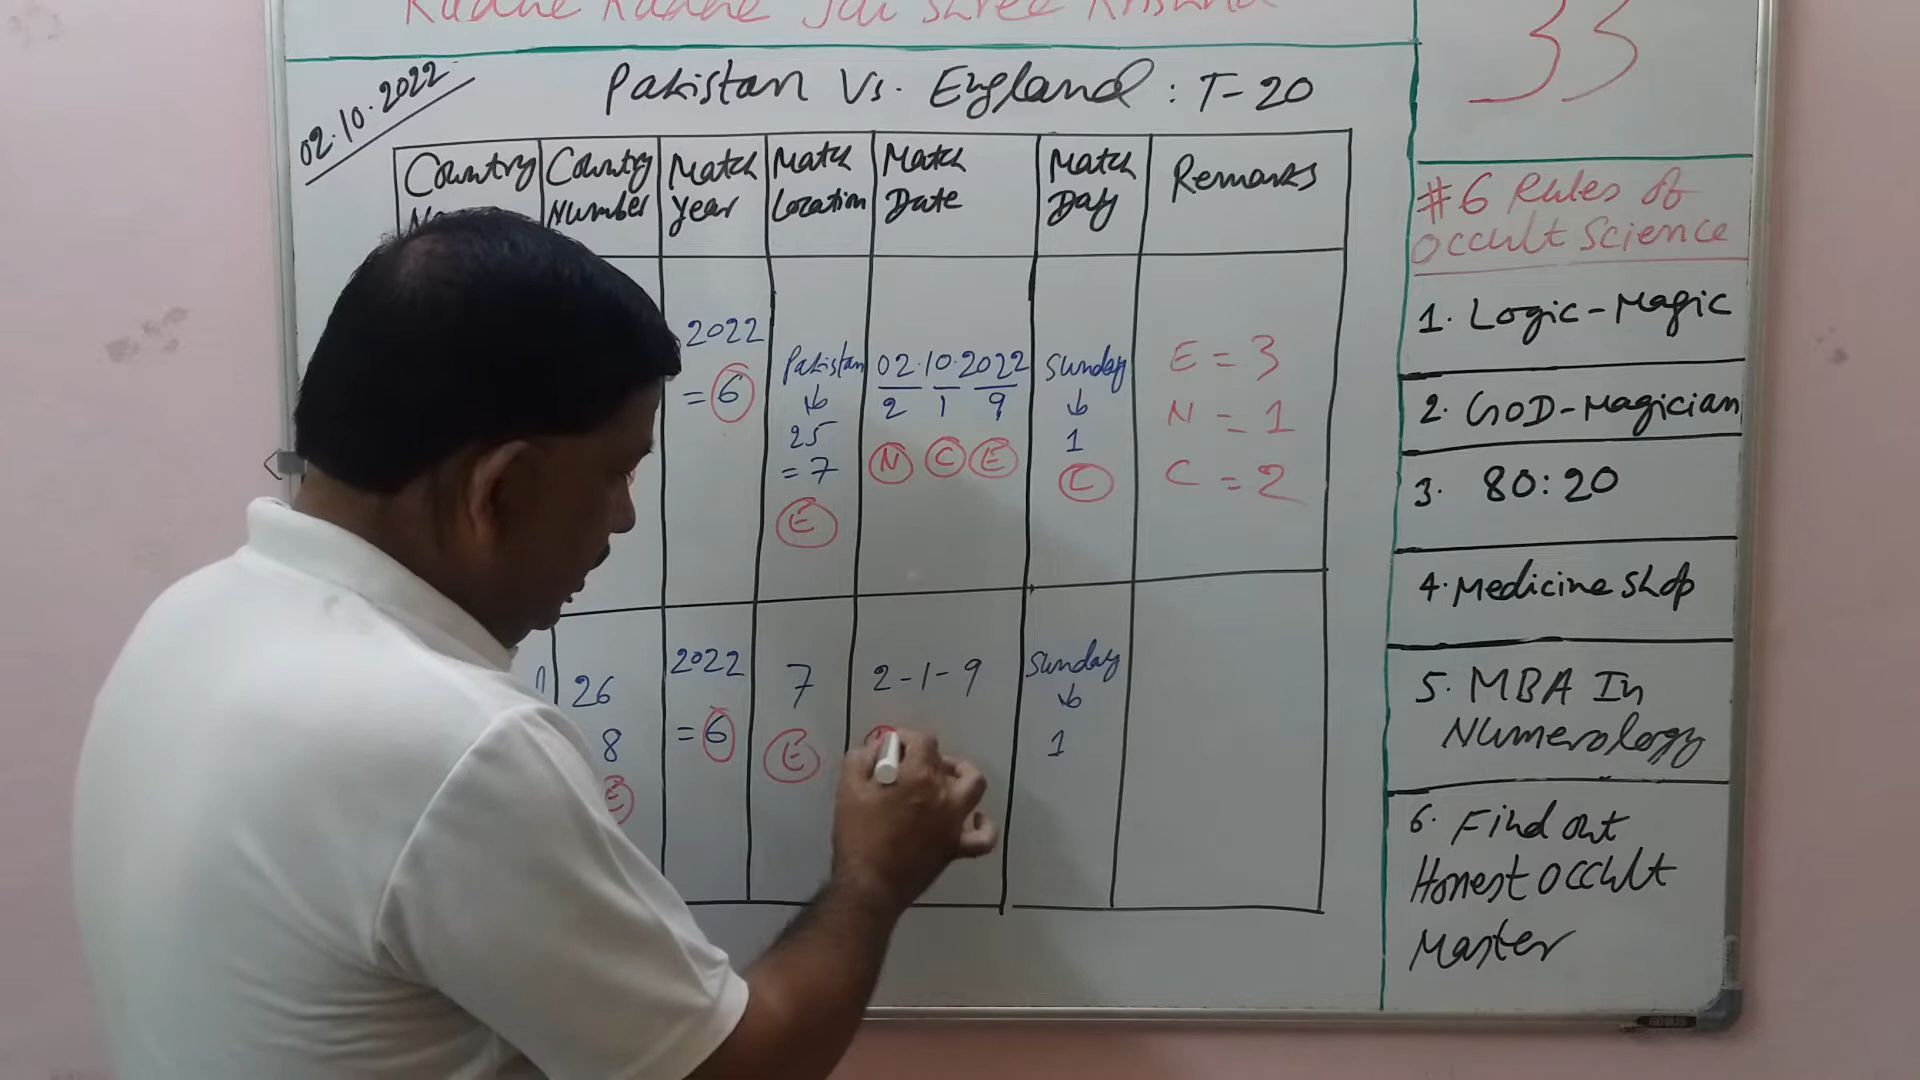 Radhe Radhe Jai Shree Krishna
33
02.10.2022
Pakistan Vs. England : T-20
Country
Country Number
Match Year
Match Location
Match Date
Match Day
Remarks
2022
= 6
Pakistan
25
= 7
E
02.10.2022
2 1 9
N C E
Sunday
1
C
E = 3
N = 1
C = 2
26
8
E
2022
= 6
7
E
2-1-9
Sunday
1
#6 Rules of
Occult Science
1. Logic-Magic
2. GOD-Magician
3. 80:20
4. Medicine Shop
5. MBA In
Numerology
6. Find out
Honest Occult
Master